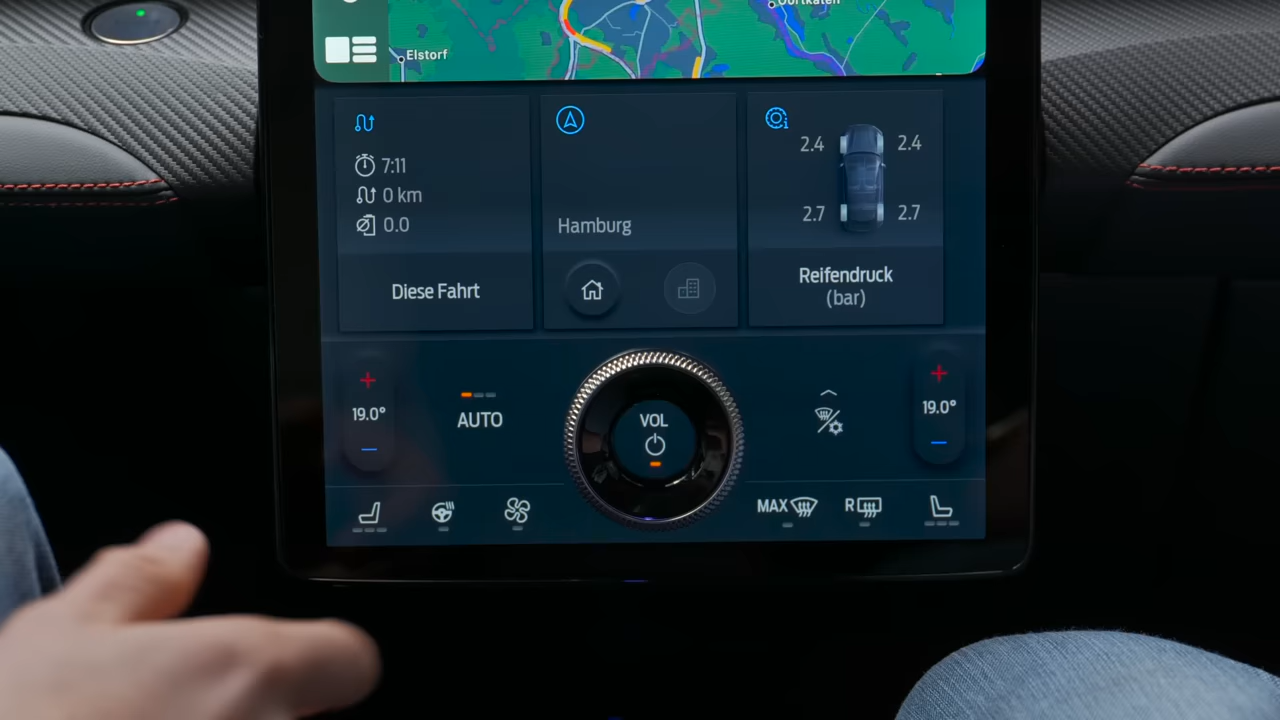 Oortkaten
Elstorf
7:11
0 km
0.0
Diese Fahrt
Hamburg
2.4
2.4
2.7
2.7
Reifendruck
(bar)
19.0°
AUTO
VOL
19.0°
MAX
R